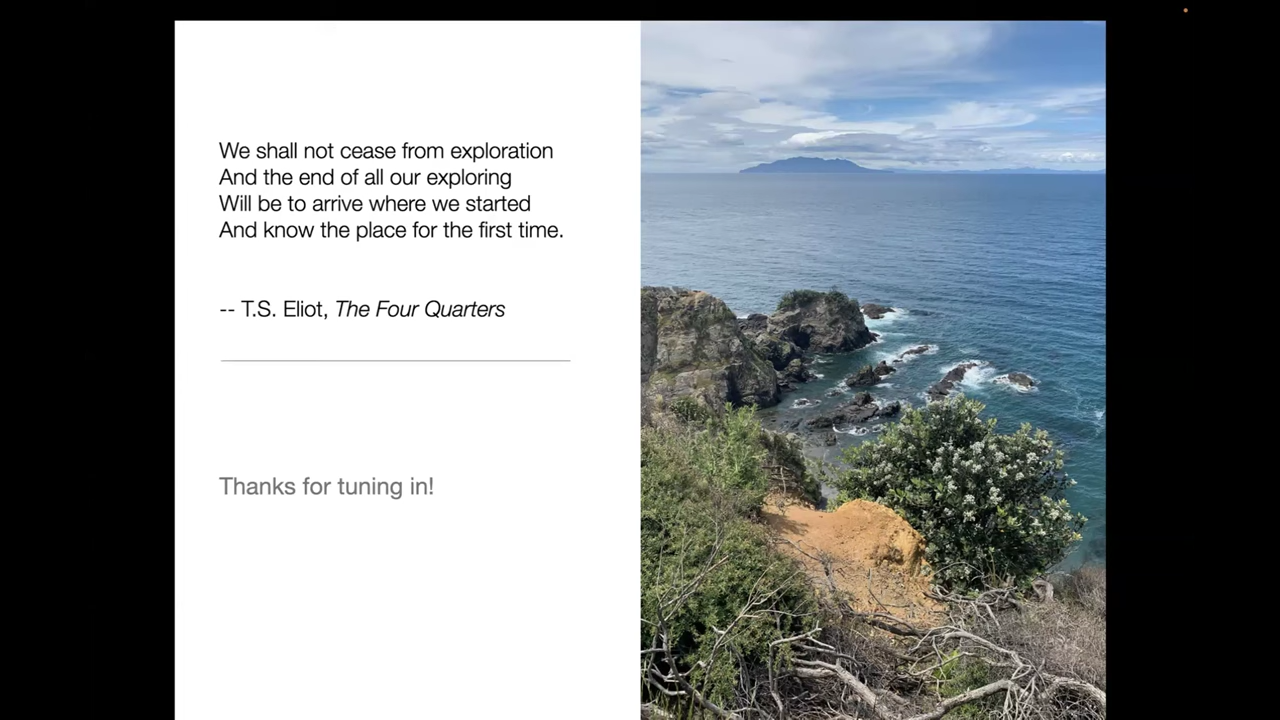 We shall not cease from exploration
And the end of all our exploring
Will be to arrive where we started
And know the place for the first time.
-- T.S. Eliot, The Four Quarters
Thanks for tuning in!